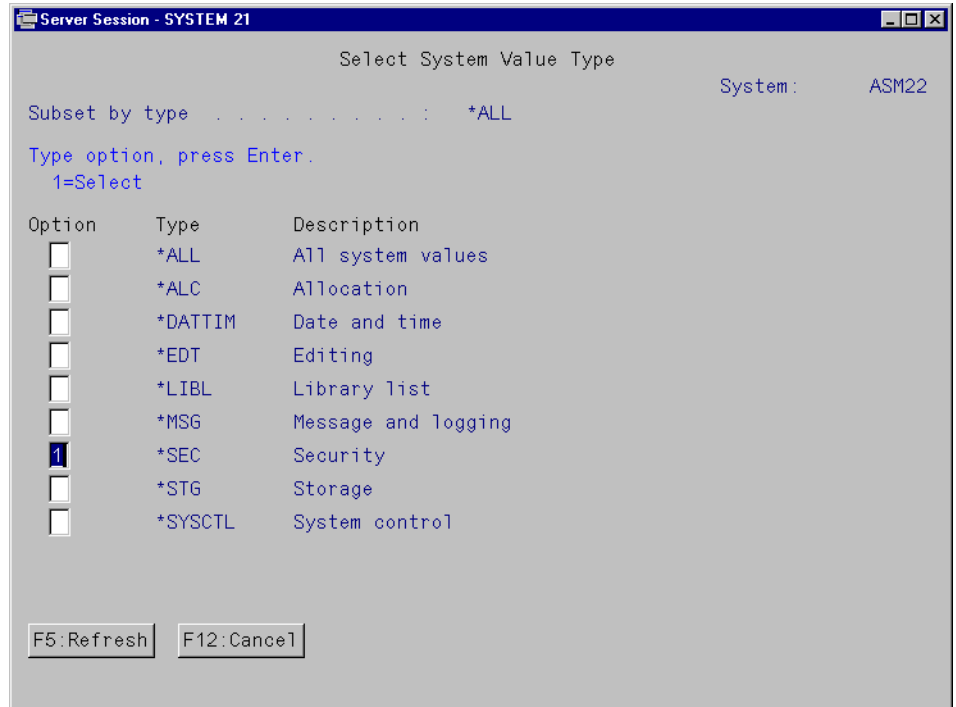 Server Session - SYSTEM 21
Select System Value Type
System: ASM22
Subset by type . . . . . . . . . : *ALL
Type option, press Enter.
1=Select
Option Type Description
*ALL All system values
*ALC Allocation
*DATTIM Date and time
*EDT Editing
*LIBL Library list
*MSG Message and logging
1 *SEC Security
*STG Storage
*SYSCTL System control
F5:Refresh F12:Cancel